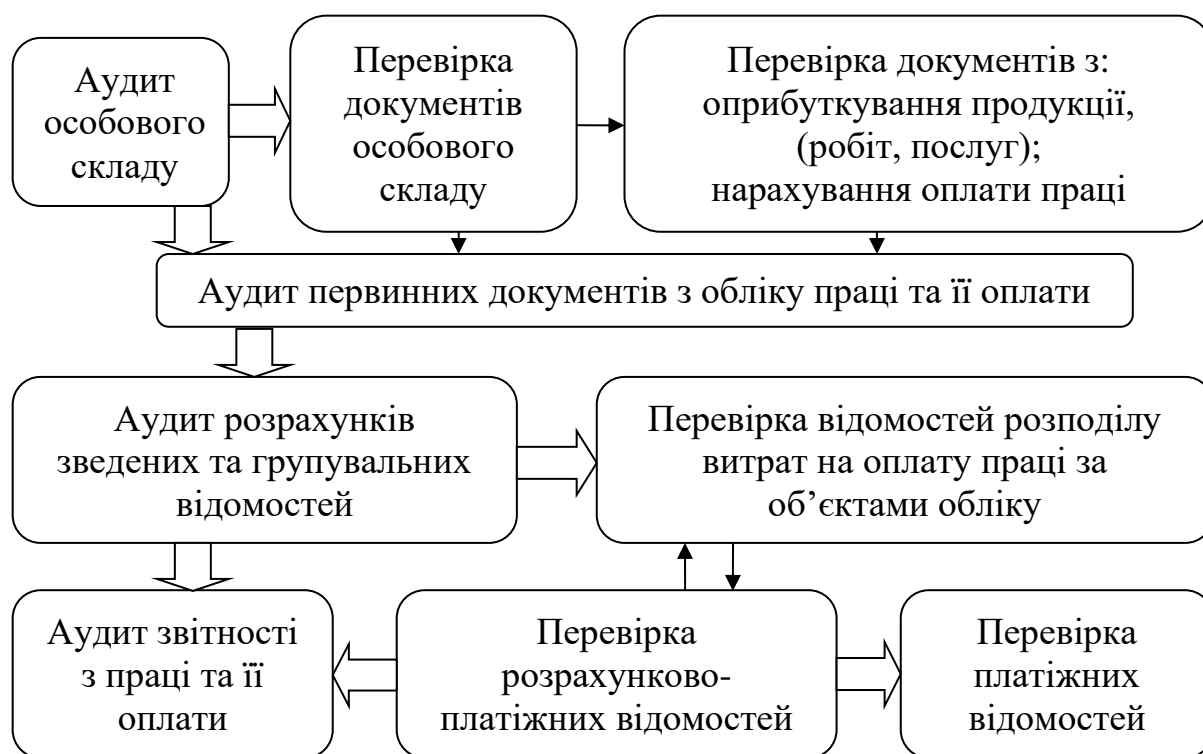 Аудит
особового
складу
Перевірка
документів
особового
складу
Перевірка документів з:
оприбуткування продукції,
(робіт, послуг);
нарахування оплати праці
Аудит первинних документів з обліку праці та її оплати
Аудит розрахунків
зведених та групувальних
відомостей
Перевірка відомостей розподілу
витрат на оплату праці за
об’єктами обліку
Аудит звітності
з праці та її
оплати
Перевірка
розрахунково-
платіжних відомостей
Перевірка
платіжних
відомостей